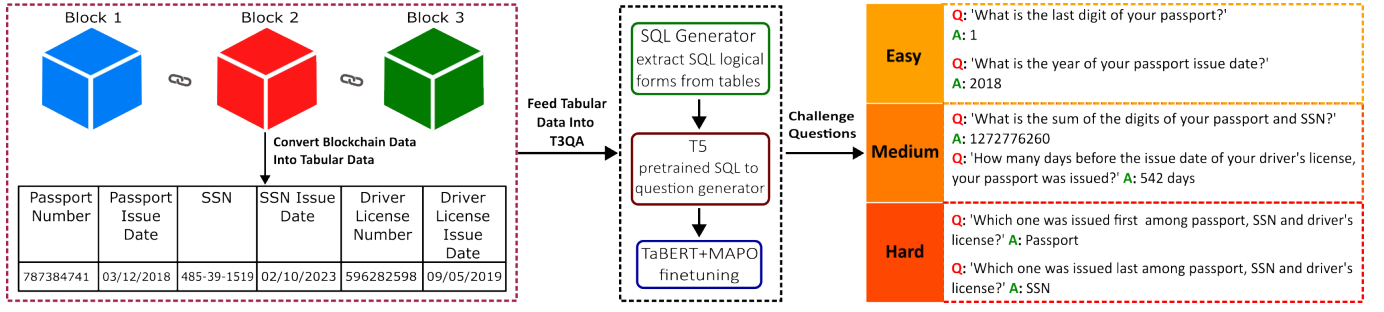 Block 1
Block 2
Block 3
Convert Blockchain Data
Into Tabular Data
Passport
Number
Passport
Issue
Date
SSN
SSN Issue
Date
Driver
License
Number
Driver
License
Issue
Date
787384741
03/12/2018
485-39-1519
02/10/2023
596282598
09/05/2019
Feed Tabular
Data Into
T3QA
SQL Generator
extract SQL logical
forms from tables
T5
pretrained SQL to
question generator
TaBERT+MAPO
finetuning
Challenge
Questions
Easy
Q: 'What is the last digit of your passport?'
A: 1
Q: 'What is the year of your passport issue date?'
A: 2018
Medium
Q: 'What is the sum of the digits of your passport and SSN?'
A: 1272776260
Q: 'How many days before the issue date of your driver's license,
your passport was issued?' A: 542 days
Hard
Q: 'Which one was issued first among passport, SSN and driver's
license?' A: Passport
Q: 'Which one was issued last among passport, SSN and driver's
license?' A: SSN